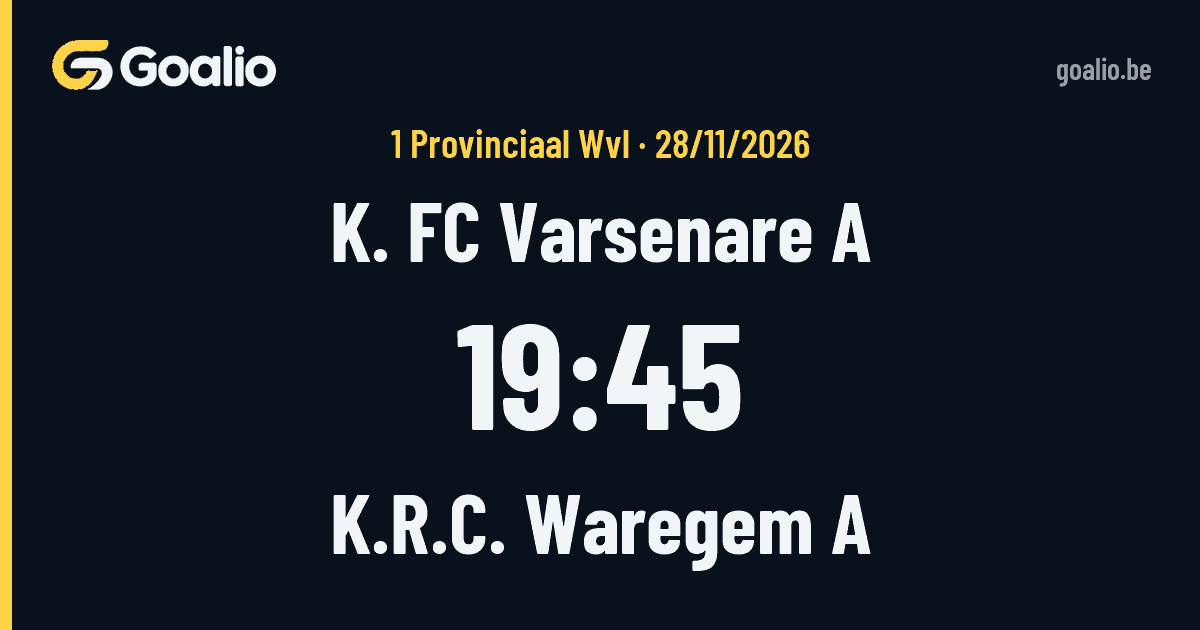 Goalio
goalio.be
1 Provinciaal Wvl · 28/11/2026
K. FC Varsenare A
19:45
K.R.C. Waregem A